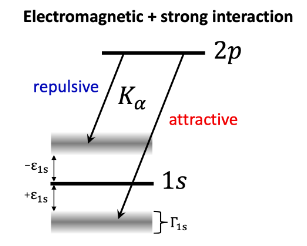 Electromagnetic + strong interaction
2p
repulsive
Kα
attractive
−ε1s
1s
+ε1s
Γ1s